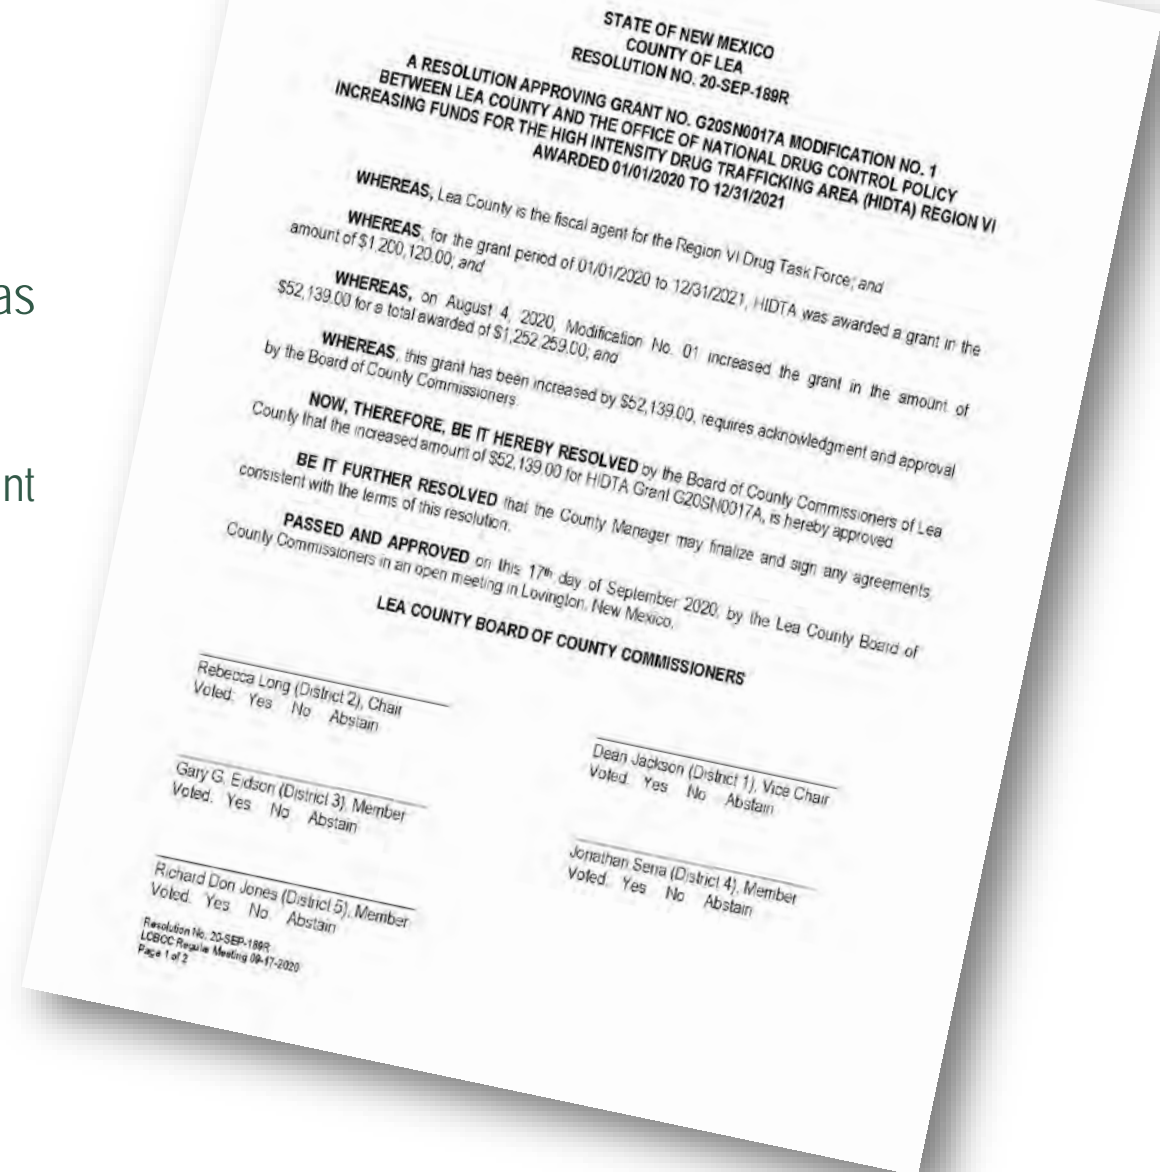 as
nt
STATE OF NEW MEXICO
COUNTY OF LEA
RESOLUTION NO. 20-SEP-189R
A RESOLUTION APPROVING GRANT NO. G20SN0017A MODIFICATION NO. 1
BETWEEN LEA COUNTY AND THE OFFICE OF NATIONAL DRUG CONTROL POLICY
INCREASING FUNDS FOR THE HIGH INTENSITY DRUG TRAFFICKING AREA (HIDTA) REGION VI
AWARDED 01/01/2020 TO 12/31/2021
WHEREAS, Lea County is the fiscal agent for the Region VI Drug Task Force; and
WHEREAS, for the grant period of 01/01/2020 to 12/31/2021, HIDTA was awarded a grant in the
amount of $1,200,120.00; and
WHEREAS, on August 4, 2020, Modification No. 01 increased the grant in the amount of
$52,139.00 for a total awarded of $1,252,259.00; and
WHEREAS, this grant has been increased by $52,139.00, requires acknowledgment and approval
by the Board of County Commissioners.
NOW, THEREFORE, BE IT HEREBY RESOLVED by the Board of County Commissioners of Lea
County that the increased amount of $52,139.00 for HIDTA Grant G20SN0017A, is hereby approved.
BE IT FURTHER RESOLVED that the County Manager may finalize and sign any agreements
consistent with the terms of this resolution.
PASSED AND APPROVED on this 17th day of September 2020, by the Lea County Board of
County Commissioners in an open meeting in Lovington, New Mexico.
LEA COUNTY BOARD OF COUNTY COMMISSIONERS
Rebecca Long (District 2), Chair
Voted: Yes No Abstain
Dean Jackson (District 1), Vice Chair
Voted: Yes No Abstain
Gary G. Eidson (District 3), Member
Voted: Yes No Abstain
Jonathan Sena (District 4), Member
Voted: Yes No Abstain
Richard Don Jones (District 5), Member
Voted: Yes No Abstain
Resolution No. 20-SEP-189R
LCBCC Regular Meeting 09-17-2020
Page 1 of 2